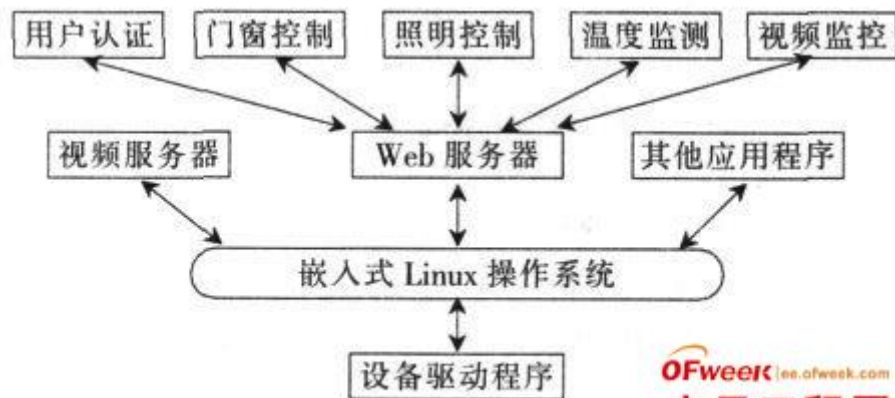 用户认证 门窗控制 照明控制 温度监测 视频监控
视频服务器 Web 服务器 其他应用程序
嵌入式 Linux 操作系统
设备驱动程序
OFweek ee.ofweek.com